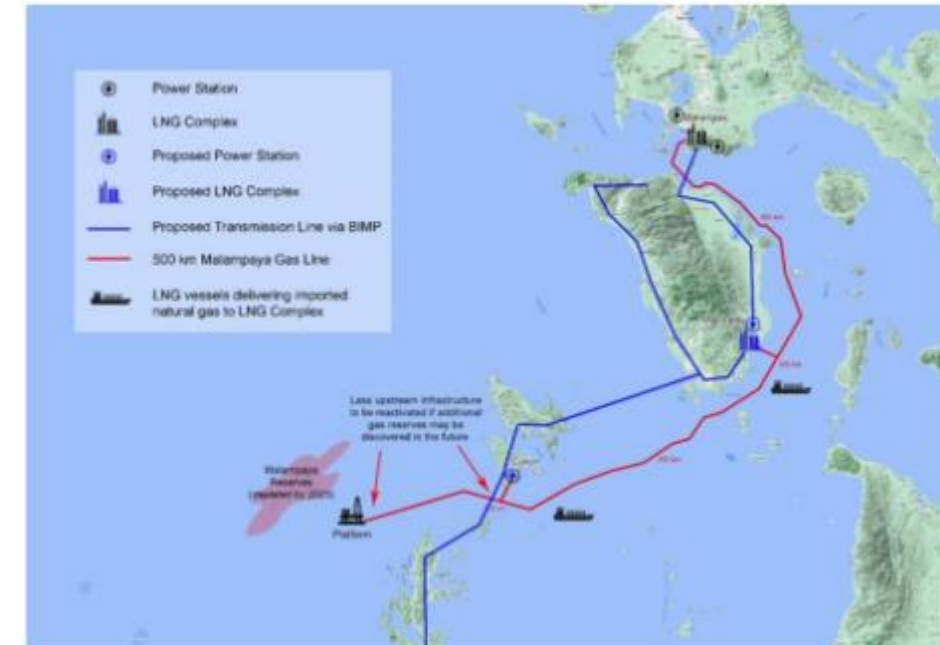 Power Station
LNG Complex
Proposed Power Station
Proposed LNG Complex
Proposed Transmission Line via BIMP
500 km Malampaya Gas Line
LNG vessels delivering imported
natural gas to LNG Complex
Batangas
Less upstream infrastructure
to be reactivated if additional
gas reserves may be
discovered in the future
Malampaya
Reserves
Platform